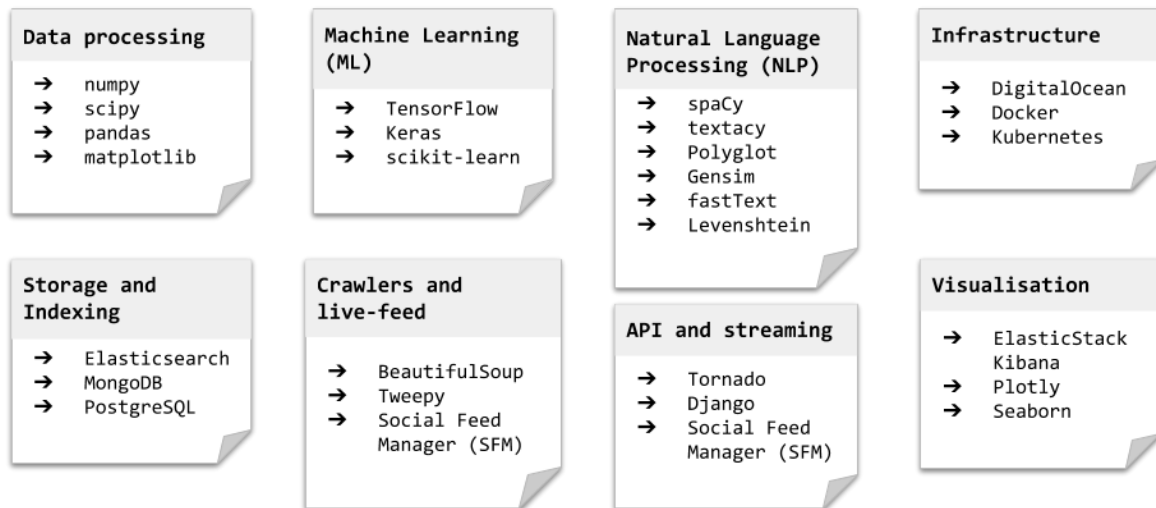 Data processing
➔ numpy
➔ scipy
➔ pandas
➔ matplotlib
Machine Learning
(ML)
➔ TensorFlow
➔ Keras
➔ scikit-learn
Natural Language
Processing (NLP)
➔ spaCy
➔ textacy
➔ Polyglot
➔ Gensim
➔ fastText
➔ Levenshtein
Infrastructure
➔ DigitalOcean
➔ Docker
➔ Kubernetes
Storage and
Indexing
➔ Elasticsearch
➔ MongoDB
➔ PostgreSQL
Crawlers and
live-feed
➔ BeautifulSoup
➔ Tweepy
➔ Social Feed
Manager (SFM)
API and streaming
➔ Tornado
➔ Django
➔ Social Feed
Manager (SFM)
Visualisation
➔ ElasticStack
Kibana
➔ Plotly
➔ Seaborn